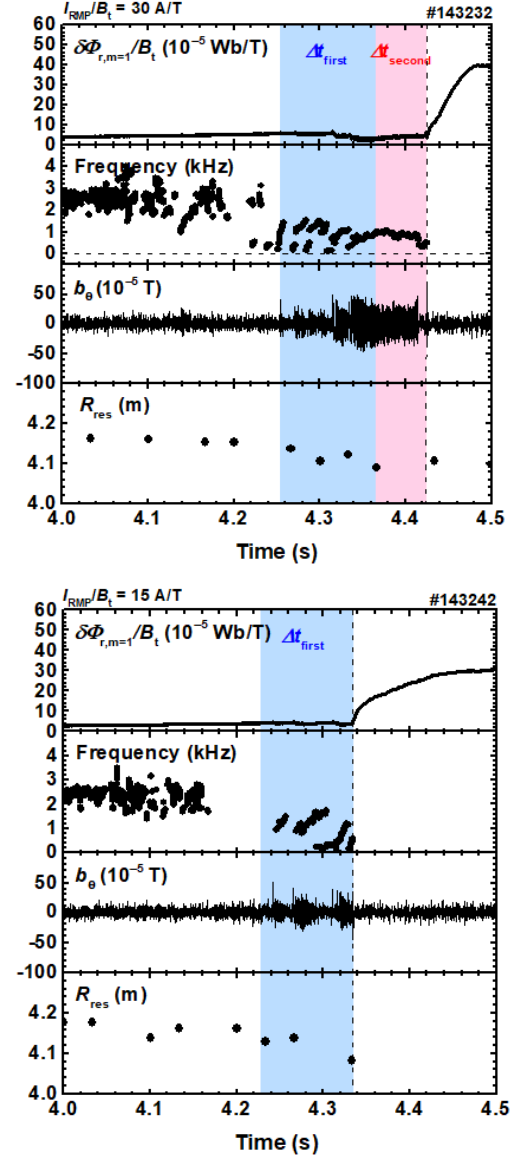 I_RMP/B_t = 30 A/T #143232
60
δΦ_r,m=1/B_t (10⁻⁵ Wb/T) Δt_first Δt_second
50
40
30
20
10
0
Frequency (kHz)
4
3
2
1
0
b_θ (10⁻⁵ T)
50
0
-50
-100
R_res (m)
4.2
4.1
4.0
4.0 4.1 4.2 4.3 4.4 4.5
Time (s)
I_RMP/B_t = 15 A/T #143242
60
δΦ_r,m=1/B_t (10⁻⁵ Wb/T) Δt_first
50
40
30
20
10
0
Frequency (kHz)
4
3
2
1
0
b_θ (10⁻⁵ T)
50
0
-50
-100
R_res (m)
4.2
4.1
4.0
4.0 4.1 4.2 4.3 4.4 4.5
Time (s)